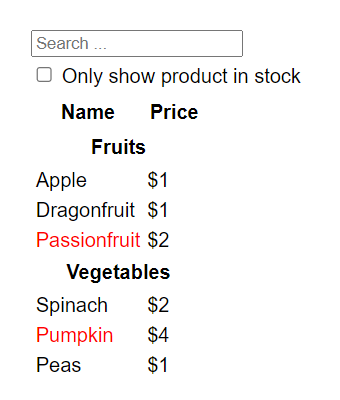 Search ...
Only show product in stock
Name Price
Fruits
Apple $1
Dragonfruit $1
Passionfruit $2
Vegetables
Spinach $2
Pumpkin $4
Peas $1